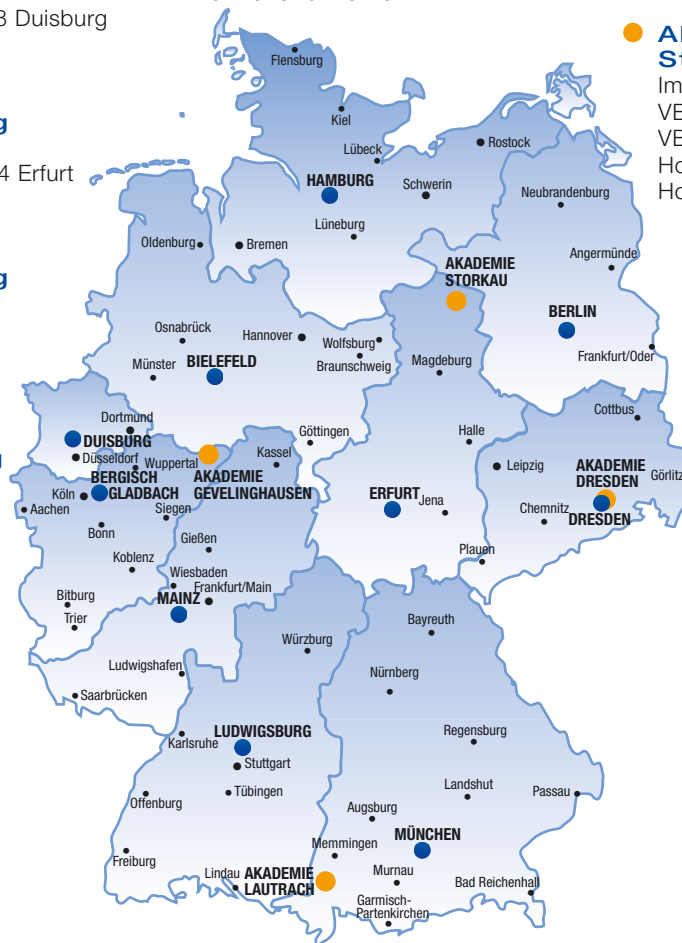 3 Duisburg
g
4 Erfurt
g
g
Im
VE
VE
Ho
Ho
Flensburg
Kiel
Lübeck
Rostock
HAMBURG
Schwerin
Neubrandenburg
Lüneburg
Oldenburg
Bremen
Angermünde
AKADEMIE
STORKAU
BERLIN
Osnabrück
Hannover
Wolfsburg
Frankfurt/Oder
Münster
BIELEFELD
Braunschweig
Magdeburg
Cottbus
Dortmund
Göttingen
Halle
DUISBURG
Düsseldorf
Wuppertal
Kassel
Leipzig
AKADEMIE
DRESDEN
Görlitz
BERGISCH
GLADBACH
AKADEMIE
GEVELINGHAUSEN
ERFURT
Köln
Jena
Aachen
Siegen
Chemnitz
DRESDEN
Bonn
Gießen
Koblenz
Plauen
Wiesbaden
Frankfurt/Main
Bitburg
MAINZ
Trier
Bayreuth
Würzburg
Ludwigshafen
Nürnberg
Saarbrücken
LUDWIGSBURG
Karlsruhe
Regensburg
Stuttgart
Offenburg
Tübingen
Landshut
Passau
Augsburg
MÜNCHEN
Freiburg
Memmingen
Lindau
AKADEMIE
LAUTRACH
Murnau
Bad Reichenhall
Garmisch-
Partenkirchen